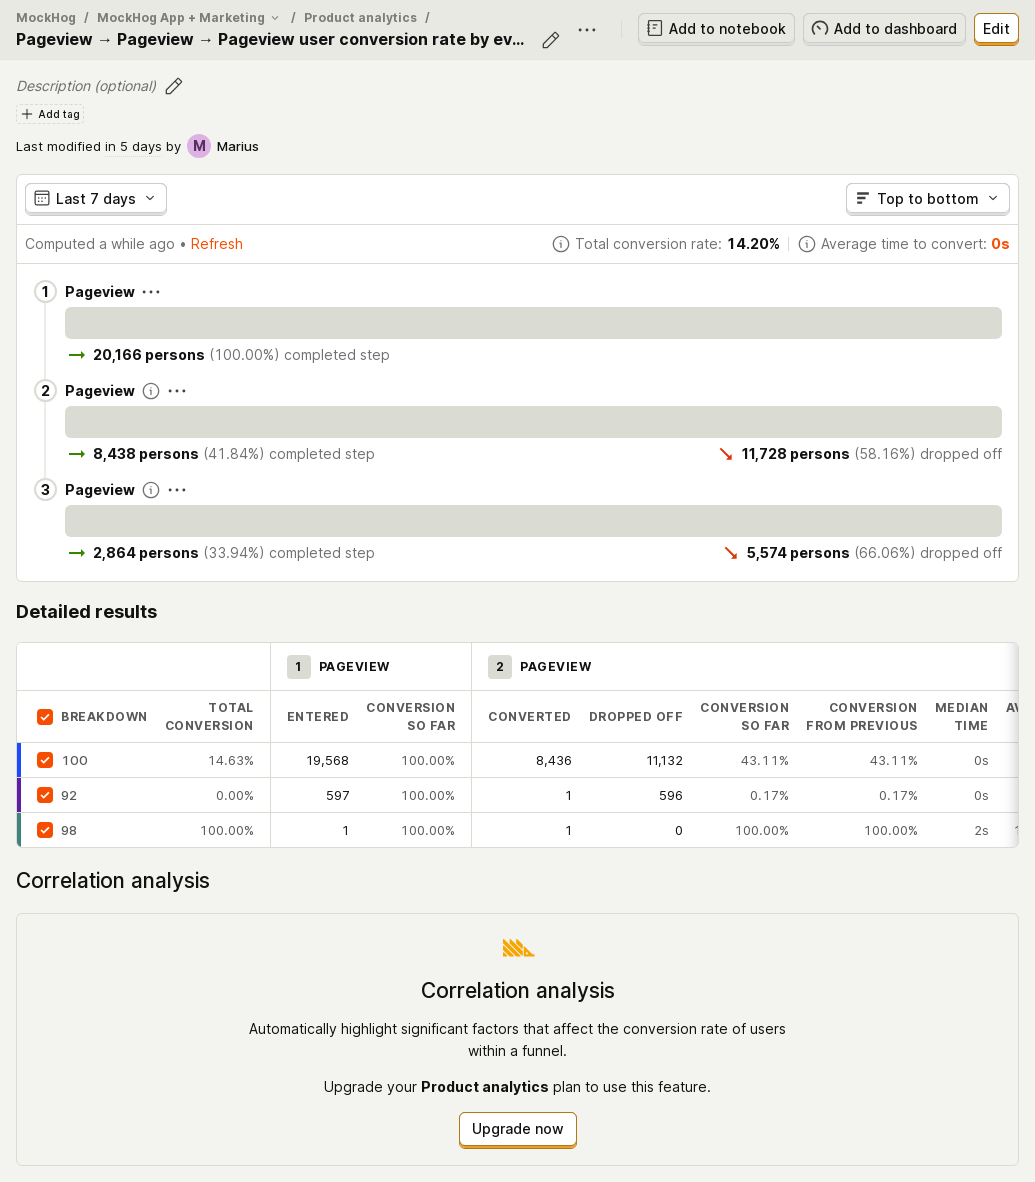 MockHog / MockHog App + Marketing / Product analytics /
Pageview → Pageview → Pageview user conversion rate by ev...
Add to notebook
Add to dashboard
Edit
Description (optional)
Add tag
Last modified in 5 days by M Marius
Last 7 days
Top to bottom
Computed a while ago • Refresh
Total conversion rate: 14.20%
Average time to convert: 0s
1 Pageview
20,166 persons (100.00%) completed step
2 Pageview
8,438 persons (41.84%) completed step
11,728 persons (58.16%) dropped off
3 Pageview
2,864 persons (33.94%) completed step
5,574 persons (66.06%) dropped off
Detailed results
1 PAGEVIEW 2 PAGEVIEW
BREAKDOWN TOTAL CONVERSION ENTERED CONVERSION SO FAR CONVERTED DROPPED OFF CONVERSION SO FAR CONVERSION FROM PREVIOUS MEDIAN TIME
100 14.63% 19,568 100.00% 8,436 11,132 43.11% 43.11% 0s
92 0.00% 597 100.00% 1 596 0.17% 0.17% 0s
98 100.00% 1 100.00% 1 0 100.00% 100.00% 2s
Correlation analysis
Correlation analysis
Automatically highlight significant factors that affect the conversion rate of users
within a funnel.
Upgrade your Product analytics plan to use this feature.
Upgrade now